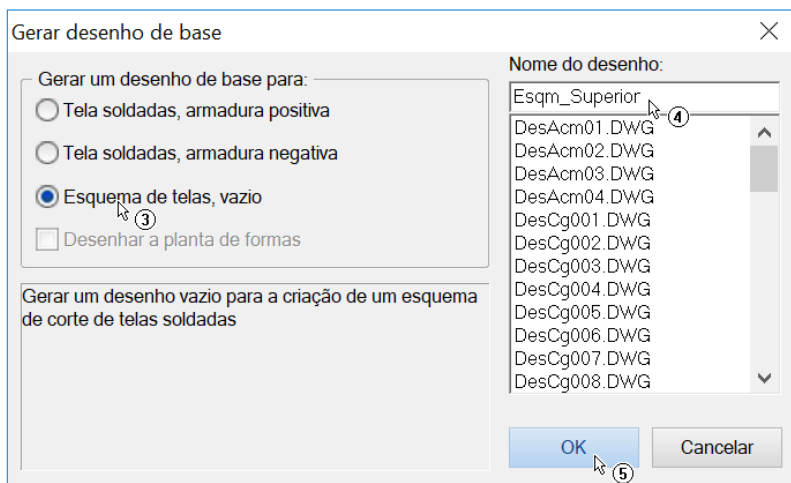 Gerar desenho de base
Gerar um desenho de base para:
Tela soldadas, armadura positiva
Tela soldadas, armadura negativa
Esquema de telas, vazio
3
Desenhar a planta de formas
Gerar um desenho vazio para a criação de um esquema
de corte de telas soldadas
Nome do desenho:
Esqm_Superior
4
DesAcm01.DWG
DesAcm02.DWG
DesAcm03.DWG
DesAcm04.DWG
DesCg001.DWG
DesCg002.DWG
DesCg003.DWG
DesCg004.DWG
DesCg005.DWG
DesCg006.DWG
DesCg007.DWG
DesCg008.DWG
OK
5
Cancelar